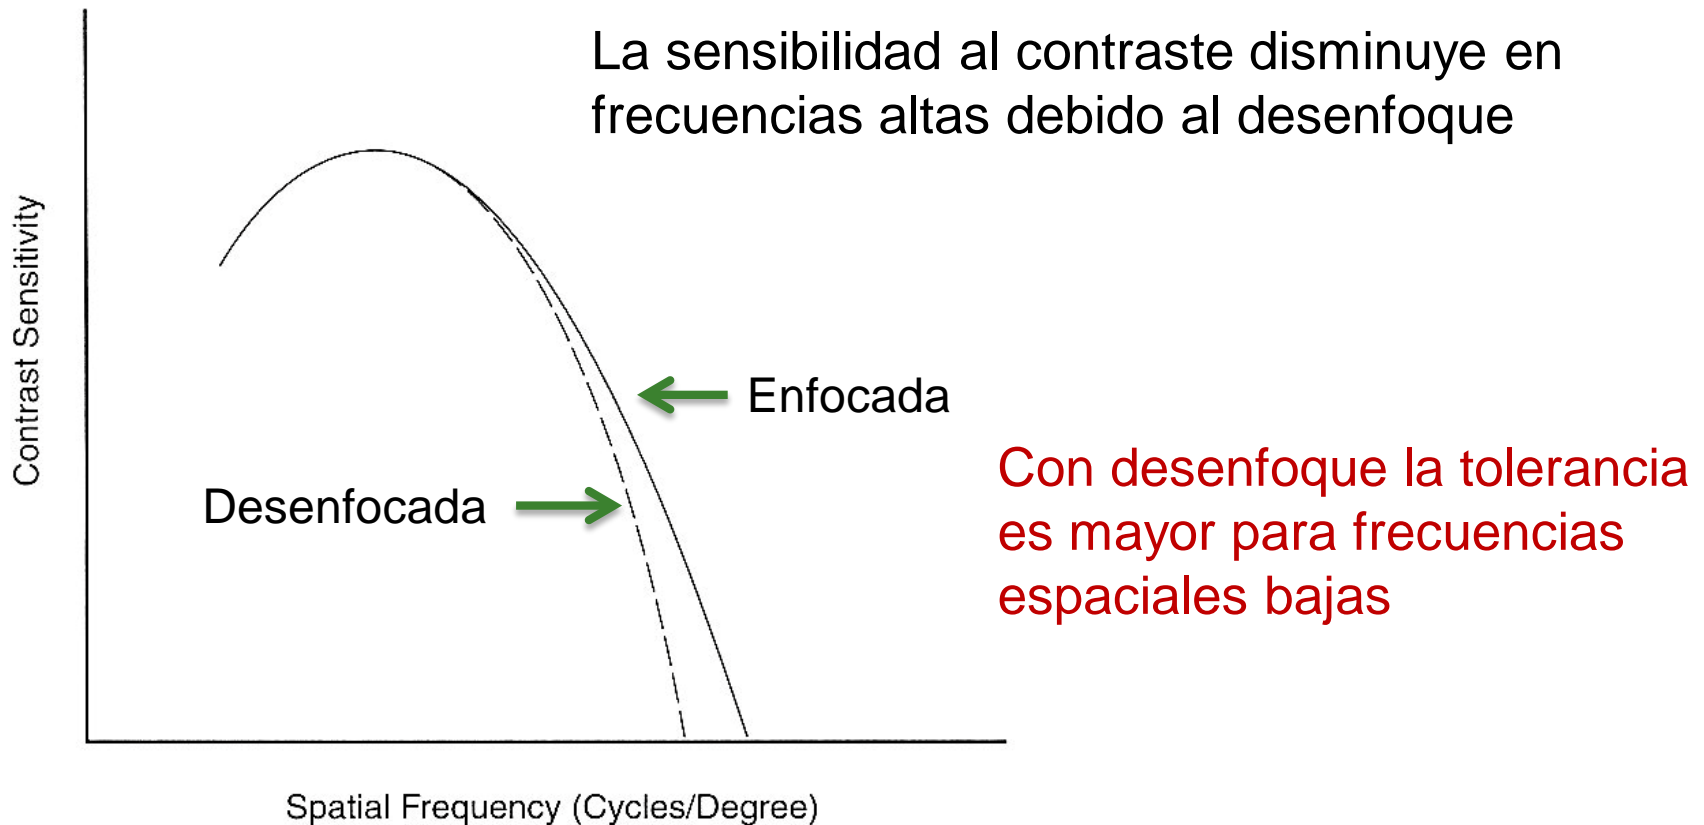 La sensibilidad al contraste disminuye en
frecuencias altas debido al desenfoque
Contrast Sensitivity
Enfocada
Desenfocada
Con desenfoque la tolerancia
es mayor para frecuencias
espaciales bajas
Spatial Frequency (Cycles/Degree)